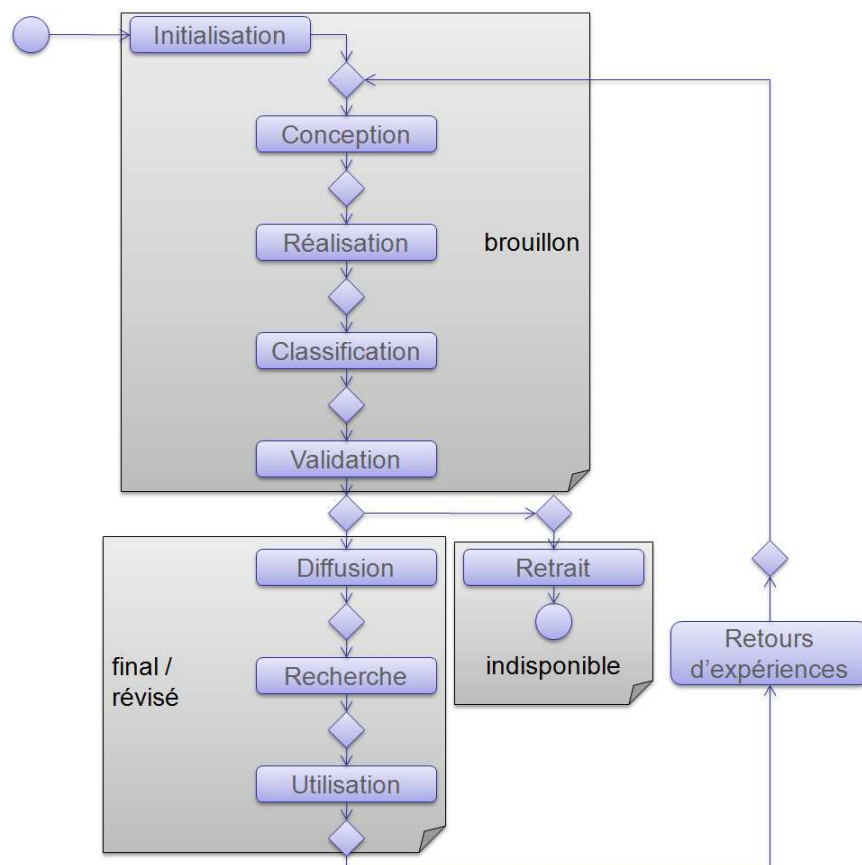 Initialisation
Conception
Réalisation
brouillon
Classification
Validation
Diffusion
Retrait
Retours
d’expériences
final /
révisé
Recherche
indisponible
Utilisation